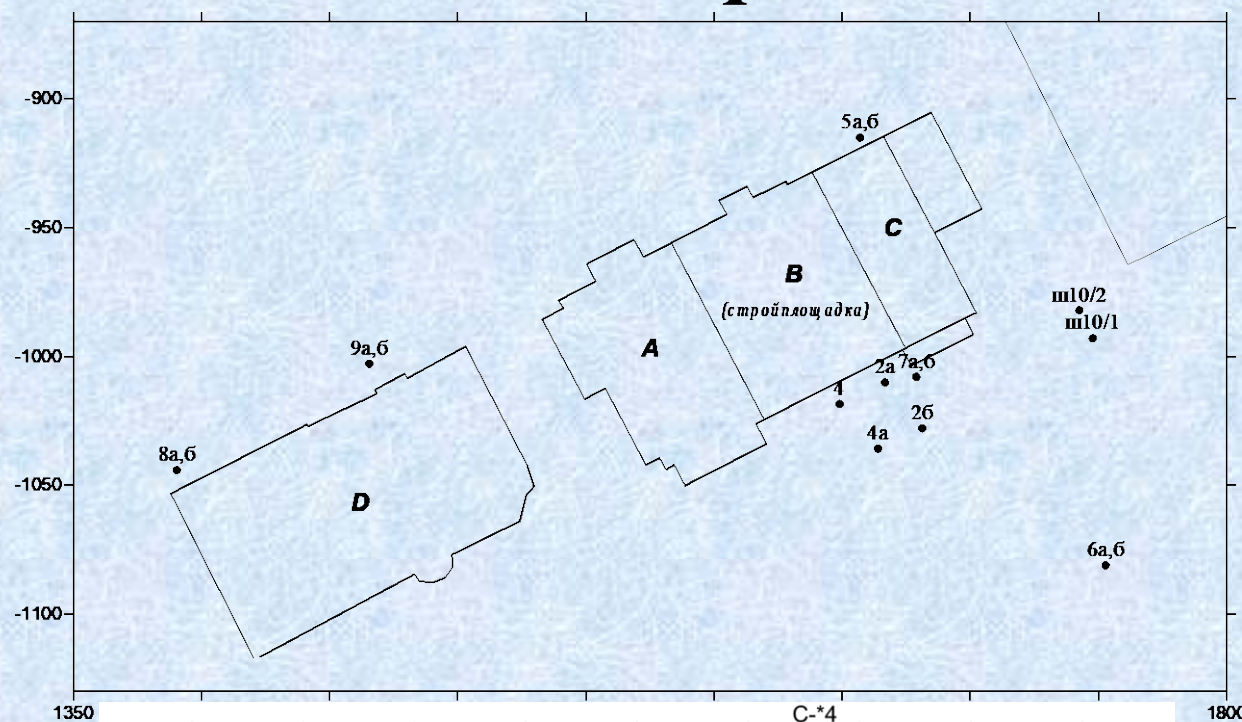 -900
5а,б
-950
C
B
ш10/2
(стройплощадка)
ш10/1
-1000
9а,б
A
2а
7а,б
4
2б
4а
8а,б
-1050
D
6а,б
-1100
1350
C-*4
1800